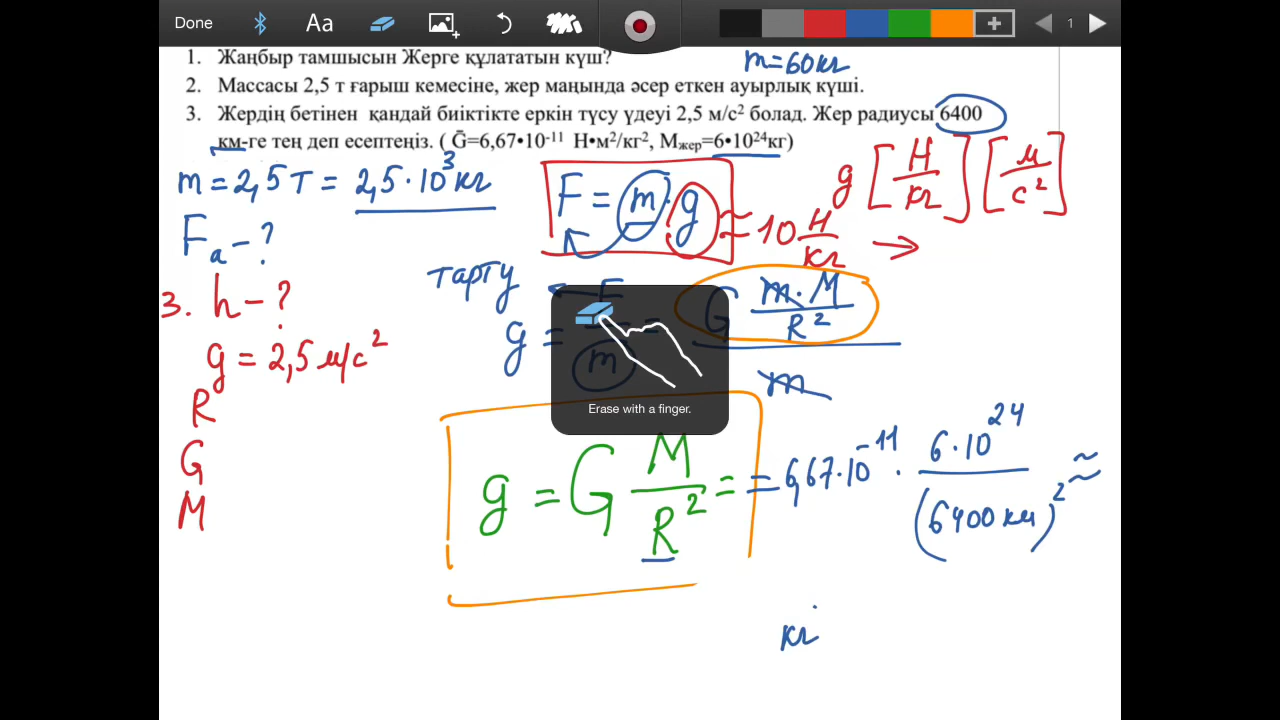 Done Aa 1
1. Жаңбыр тамшысын Жерге құлататын күш?
m=60кг
2. Массасы 2,5 т ғарыш кемесіне, жер маңында әсер еткен ауырлық күші.
3. Жердің бетінен қандай биіктікте еркін түсу үдеуі 2,5 м/с² болад. Жер радиусы 6400
км-ге тең деп есептеңіз. ( Ḡ=6,67•10⁻¹¹ Н•м²/кг², Mжер=6•10²⁴кг)
m = 2,5 т = 2,5 · 10³ кг
F = m · g ≈ 10 Н/кг →
g [Н/кг] [м/с²]
Fа – ?
тарту
3. h – ?
g = F/m = G m · M / R² / m
g = 2,5 м/с²
Erase with a finger.
R
G
M
g = G M/R² = = 6,67·10⁻¹¹ · 6·10²⁴/(6400 км)² ≈
кг